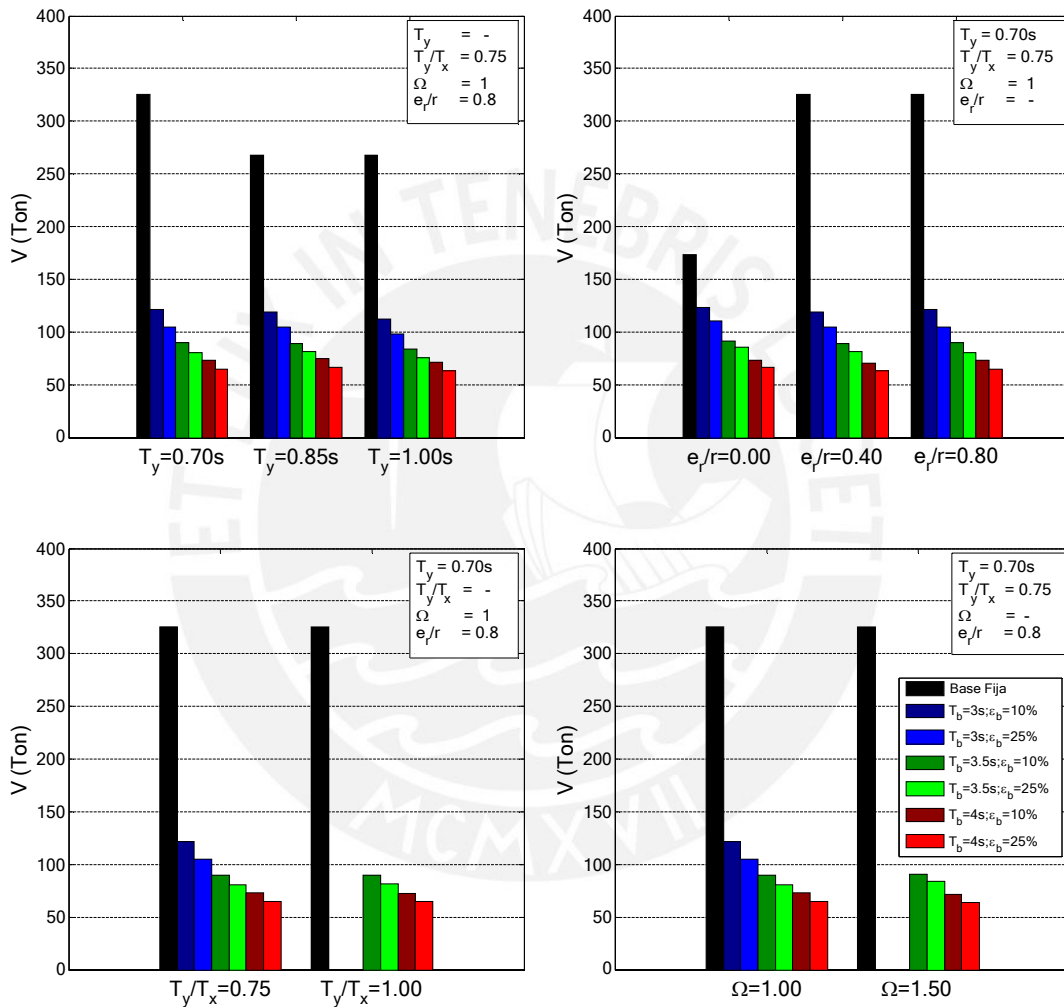 400
350
300
250
200
150
100
50
0
V (Ton)
T_y = -
T_y/T_x = 0.75
Ω = 1
e_r/r = 0.8
T_y=0.70s T_y=0.85s T_y=1.00s
400
350
300
250
200
150
100
50
0
V (Ton)
T_y = 0.70s
T_y/T_x = 0.75
Ω = 1
e_r/r = -
e_r/r=0.00 e_r/r=0.40 e_r/r=0.80
ET LUX IN TENEBRIS LUCET
MCMXVII
400
350
300
250
200
150
100
50
0
V (Ton)
T_y = 0.70s
T_y/T_x = -
Ω = 1
e_r/r = 0.8
T_y/T_x=0.75 T_y/T_x=1.00
400
350
300
250
200
150
100
50
0
V (Ton)
T_y = 0.70s
T_y/T_x = 0.75
Ω = -
e_r/r = 0.8
Base Fija
T_b=3s;ε_b=10%
T_b=3s;ε_b=25%
T_b=3.5s;ε_b=10%
T_b=3.5s;ε_b=25%
T_b=4s;ε_b=10%
T_b=4s;ε_b=25%
Ω=1.00 Ω=1.50